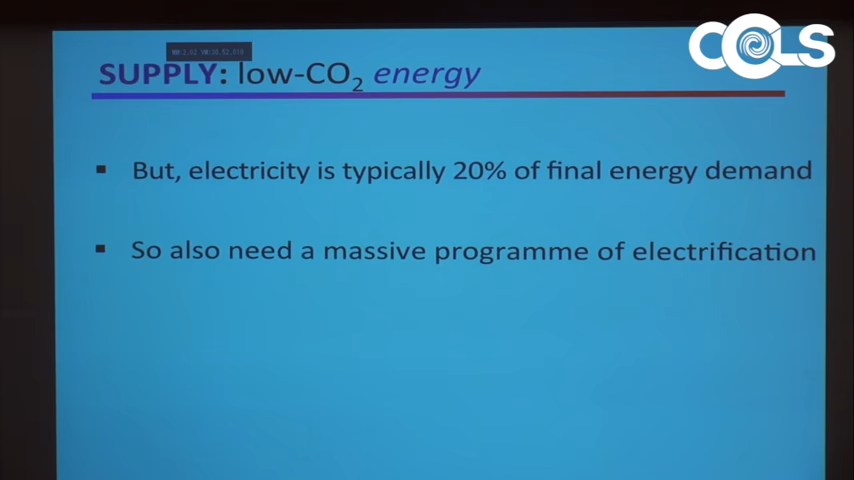 CCLS
SUPPLY: low-CO₂ energy
▪ But, electricity is typically 20% of final energy demand
▪ So also need a massive programme of electrification